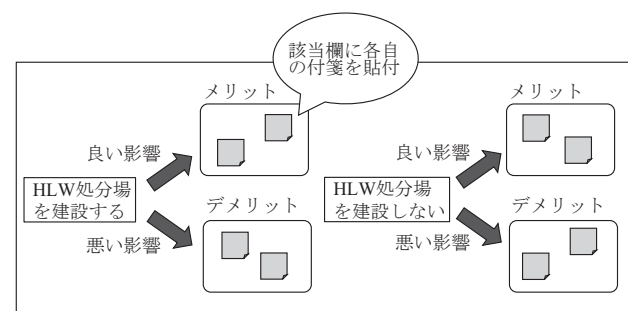 該当欄に各自
の付箋を貼付
メリット
良い影響
HLW処分場
を建設する
悪い影響
デメリット
メリット
良い影響
HLW処分場
を建設しない
悪い影響
デメリット